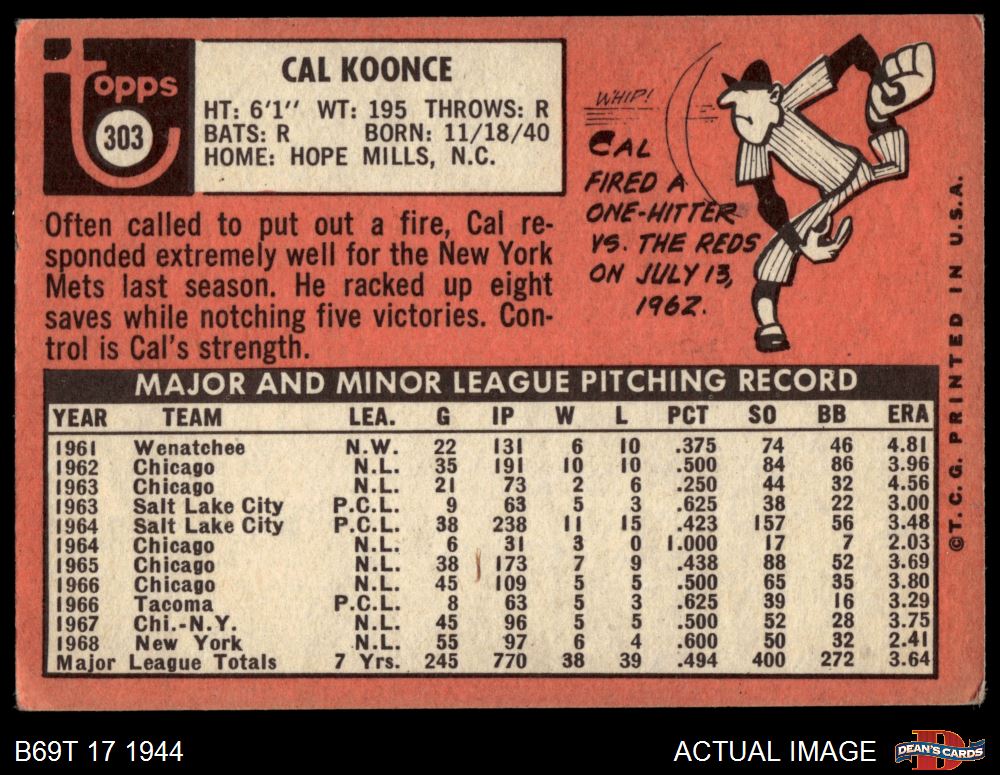 Topps
303
CAL KOONCE
HT: 6'1" WT: 195 THROWS: R
BATS: R BORN: 11/18/40
HOME: HOPE MILLS, N.C.
WHIP!
CAL
FIRED A
ONE-HITTER
VS. THE REDS
ON JULY 13,
1962.
Often called to put out a fire, Cal re-
sponded extremely well for the New York
Mets last season. He racked up eight
saves while notching five victories. Con-
trol is Cal's strength.
MAJOR AND MINOR LEAGUE PITCHING RECORD
YEAR TEAM LEA. G IP W L PCT SO BB ERA
1961 Wenatchee N.W. 22 131 6 10 .375 74 46 4.81
1962 Chicago N.L. 35 191 10 10 .500 84 86 3.96
1963 Chicago N.L. 21 73 2 6 .250 44 32 4.56
1963 Salt Lake City P.C.L. 9 63 5 3 .625 38 22 3.00
1964 Salt Lake City P.C.L. 38 238 11 15 .423 157 56 3.48
1964 Chicago N.L. 6 31 3 0 1.000 17 7 2.03
1965 Chicago N.L. 38 173 7 9 .438 88 52 3.69
1966 Chicago N.L. 45 109 5 5 .500 65 35 3.80
1966 Tacoma P.C.L. 8 63 5 3 .625 39 16 3.29
1967 Chi.-N.Y. N.L. 45 96 5 5 .500 52 28 3.75
1968 New York N.L. 55 97 6 4 .600 50 32 2.41
Major League Totals 7 Yrs. 245 770 38 39 .494 400 272 3.64
©T.C.G. PRINTED IN U.S.A.
B69T 17 1944
ACTUAL IMAGE
DEAN'S CARDS